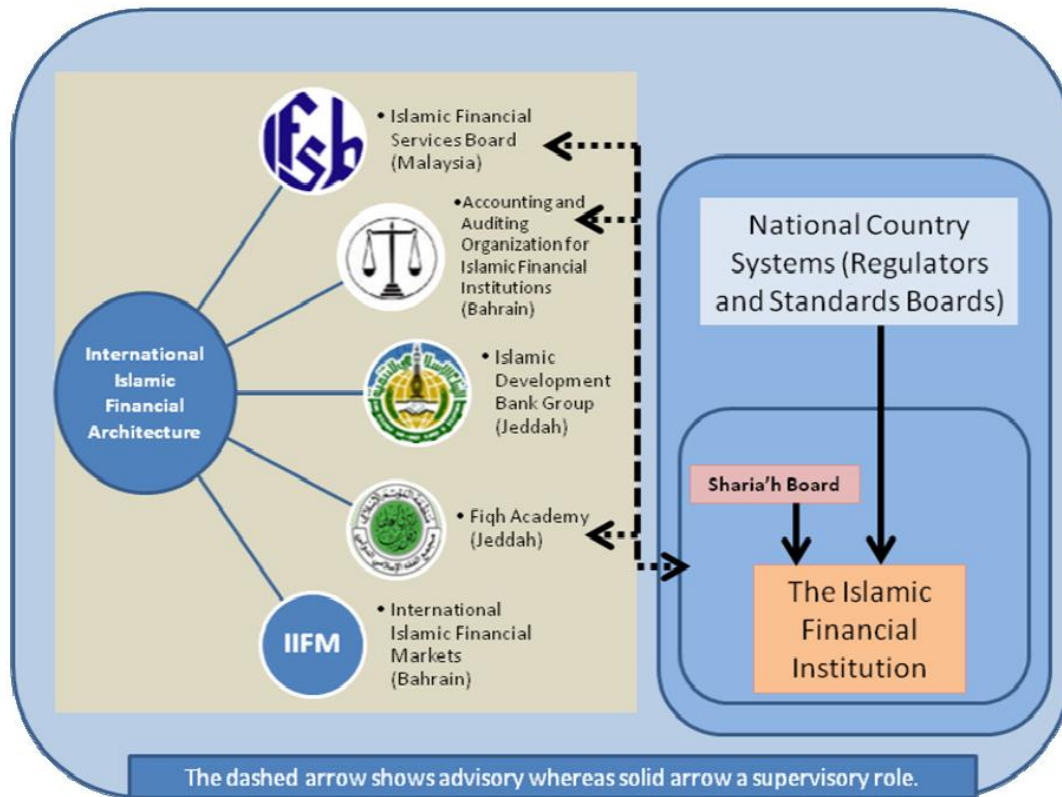 • Islamic Financial
Services Board
(Malaysia)
•Accounting and
Auditing
Organization for
Islamic Financial
Institutions
(Bahrain)
International
Islamic
Financial
Architecture
• Islamic
Development
Bank Group
(Jeddah)
• Fiqh Academy
(Jeddah)
IIFM
• International
Islamic Financial
Markets
(Bahrain)
National Country
Systems (Regulators
and Standards Boards)
Sharia’h Board
The Islamic
Financial
Institution
The dashed arrow shows advisory whereas solid arrow a supervisory role.